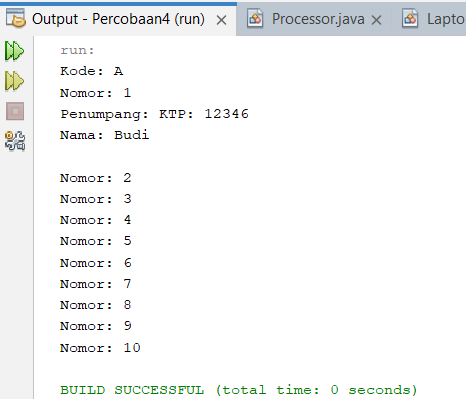 Output - Percobaan4 (run) × Processor.java × Lapto
run:
Kode: A
Nomor: 1
Penumpang: KTP: 12346
Nama: Budi
Nomor: 2
Nomor: 3
Nomor: 4
Nomor: 5
Nomor: 6
Nomor: 7
Nomor: 8
Nomor: 9
Nomor: 10
BUILD SUCCESSFUL (total time: 0 seconds)